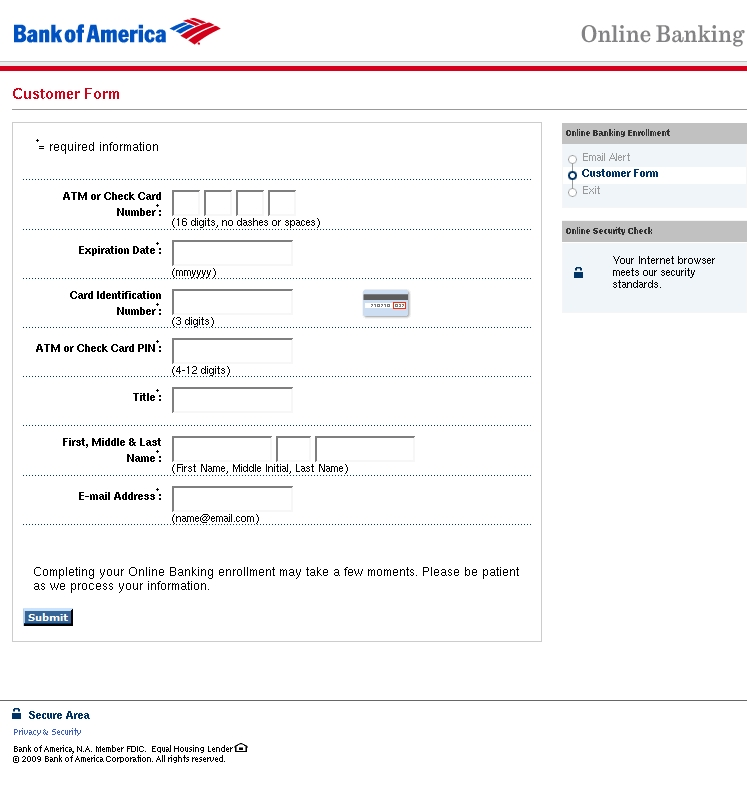 Bank of America
Online Banking
Customer Form
*= required information
ATM or Check Card
Number*:
(16 digits, no dashes or spaces)
Expiration Date*:
(mmyyyy)
Card Identification
Number*:
(3 digits)
ATM or Check Card PIN*:
(4-12 digits)
Title*:
First, Middle & Last
Name*:
(First Name, Middle Initial, Last Name)
E-mail Address*:
(name@email.com)
Completing your Online Banking enrollment may take a few moments. Please be patient
as we process your information.
Submit
Online Banking Enrollment
Email Alert
Customer Form
Exit
Online Security Check
Your Internet browser
meets our security
standards.
Secure Area
Privacy & Security
Bank of America, N.A. Member FDIC. Equal Housing Lender
© 2009 Bank of America Corporation. All rights reserved.